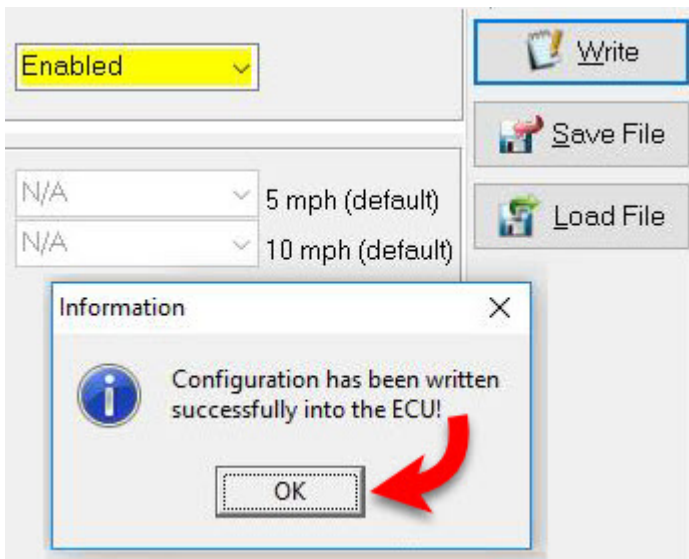 Enabled
Write
Save File
N/A
5 mph (default)
Load File
N/A
10 mph (default)
Information
Configuration has been written
successfully into the ECU!
OK